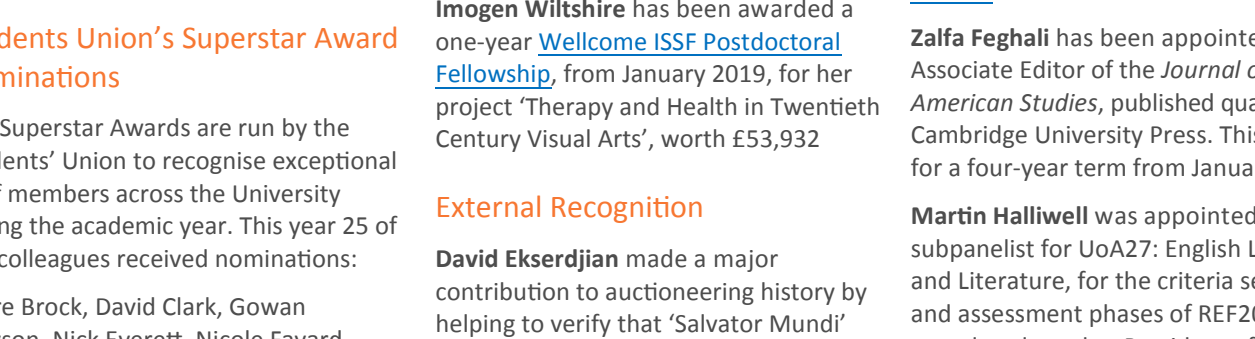 dents Union's Superstar Award
minations
Superstar Awards are run by the
dents' Union to recognise exceptional
members across the University
ng the academic year. This year 25 of
colleagues received nominations:
re Brock, David Clark, Gowan
son, Nick Everett, Nicole Fayard
Imogen Wiltshire has been awarded a
one-year Wellcome ISSF Postdoctoral
Fellowship, from January 2019, for her
project 'Therapy and Health in Twentieth
Century Visual Arts', worth £53,932
External Recognition
David Ekserdjian made a major
contribution to auctioneering history by
helping to verify that 'Salvator Mundi'
Zalfa Feghali has been appointe
Associate Editor of the Journal o
American Studies, published qua
Cambridge University Press. This
for a four-year term from Janua
Martin Halliwell was appointed
subpanelist for UoA27: English L
and Literature, for the criteria se
and assessment phases of REF20